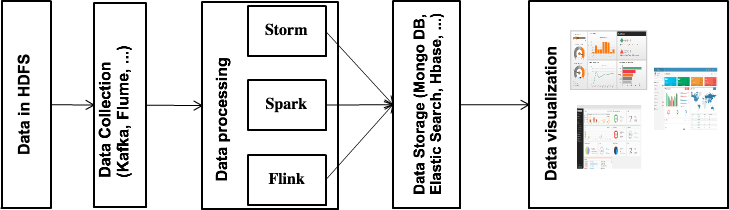 Data in HDFS
Data Collection
(Kafka, Flume, ...)
Data processing
Storm
Spark
Flink
Data Storage (Mongo DB,
Elastic Search, Hbase, ...)
Data visualization